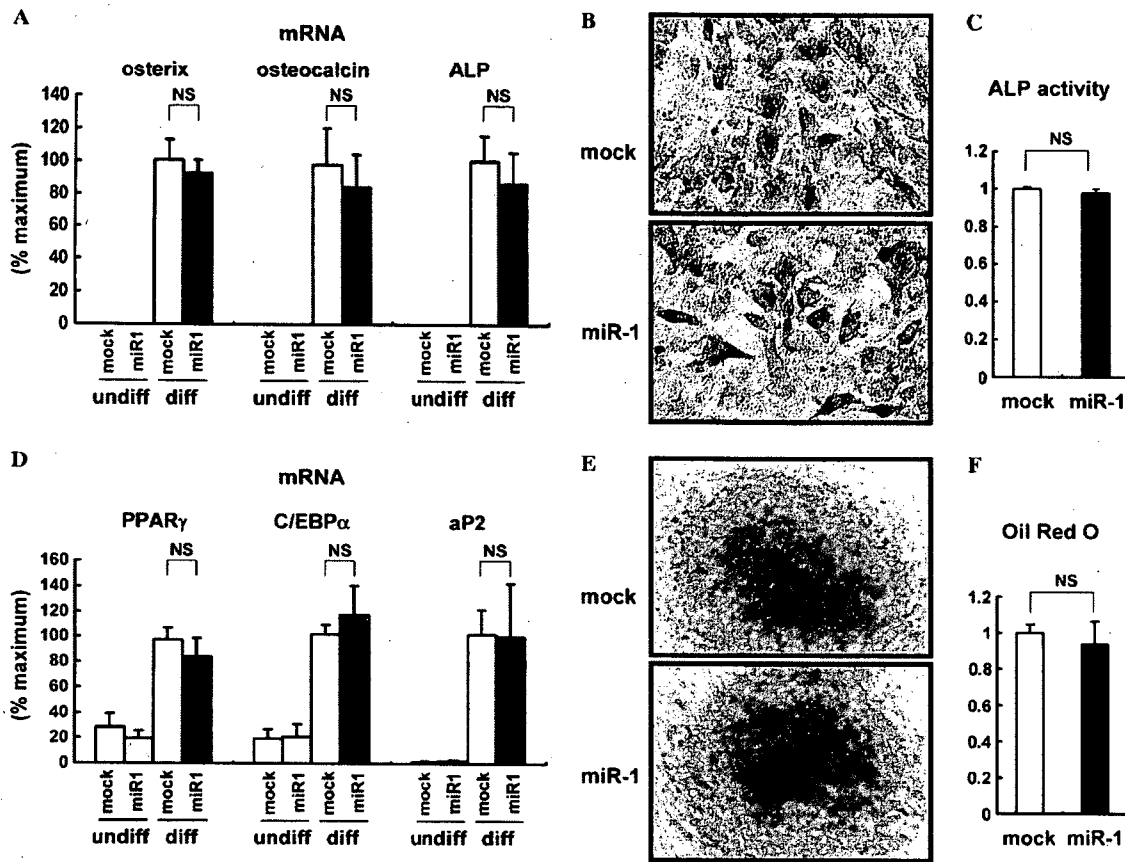 A
mRNA
osterix osteocalcin ALP
NS NS NS
(% maximum)
140
120
100
80
60
40
20
0
mock miR1 mock miR1 mock miR1 mock miR1 mock miR1 mock miR1
undiff diff undiff diff undiff diff
B
mock
miR-1
C
ALP activity
NS
1.2
1
0.8
0.6
0.4
0.2
0
mock miR-1
D
mRNA
PPARγ C/EBPα aP2
NS NS NS
(% maximum)
160
140
120
100
80
60
40
20
0
mock miR1 mock miR1 mock miR1 mock miR1 mock miR1 mock miR1
undiff diff undiff diff undiff diff
E
mock
miR-1
F
Oil Red O
NS
1.2
1
0.8
0.6
0.4
0.2
0
mock miR-1